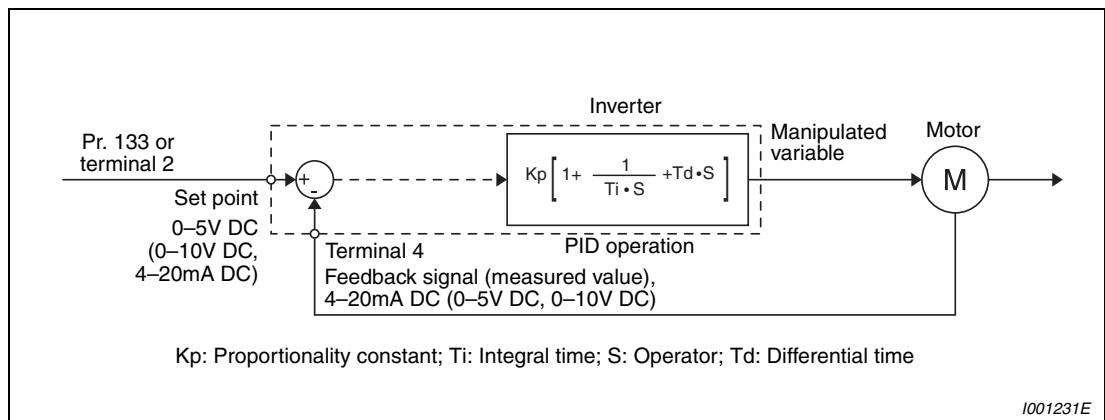 Inverter
Pr. 133 or
terminal 2
Manipulated
variable
Motor
+
-
Kp[1+ 1/Ti•S +Td•S]
M
Set point
0–5V DC
(0–10V DC,
4–20mA DC)
PID operation
Terminal 4
Feedback signal (measured value),
4–20mA DC (0–5V DC, 0–10V DC)
Kp: Proportionality constant; Ti: Integral time; S: Operator; Td: Differential time
I001231E